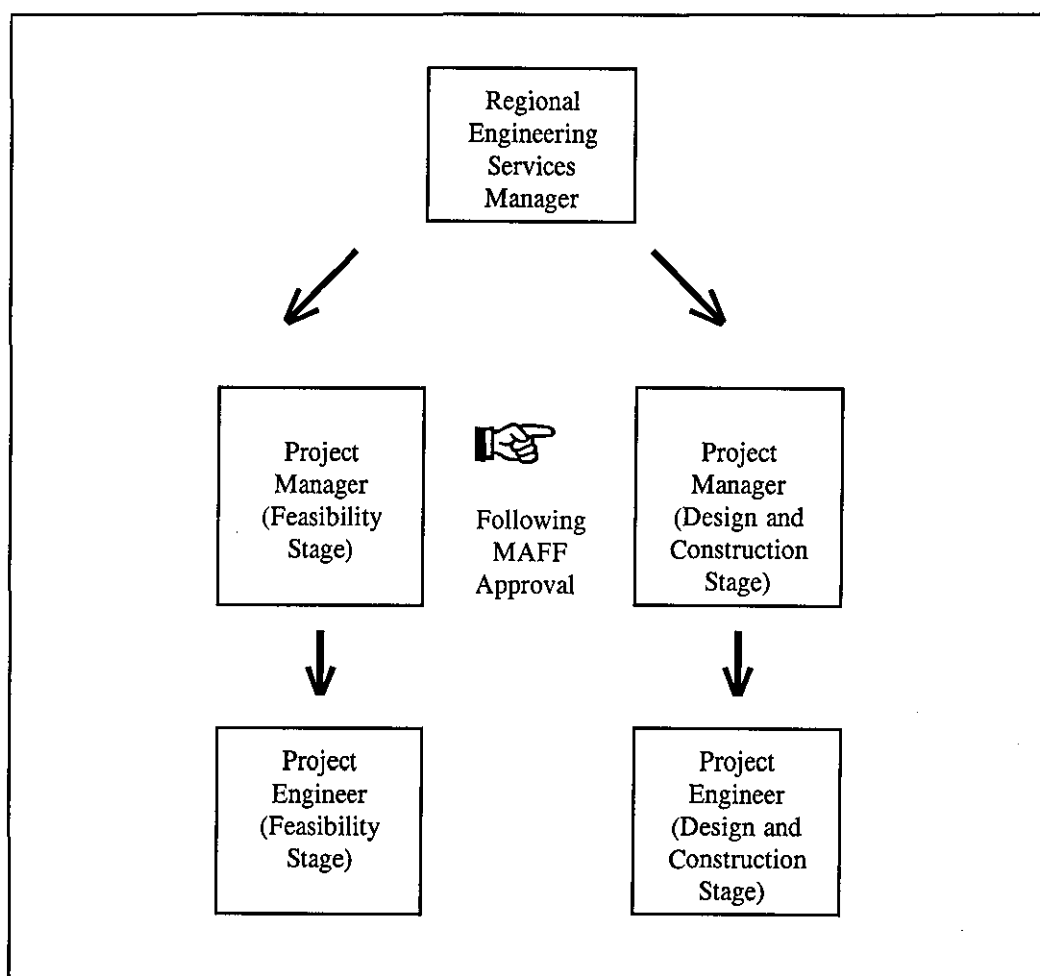 Regional
Engineering
Services
Manager
Project
Manager
(Feasibility
Stage)
Following
MAFF
Approval
Project
Manager
(Design and
Construction
Stage)
Project
Engineer
(Feasibility
Stage)
Project
Engineer
(Design and
Construction
Stage)